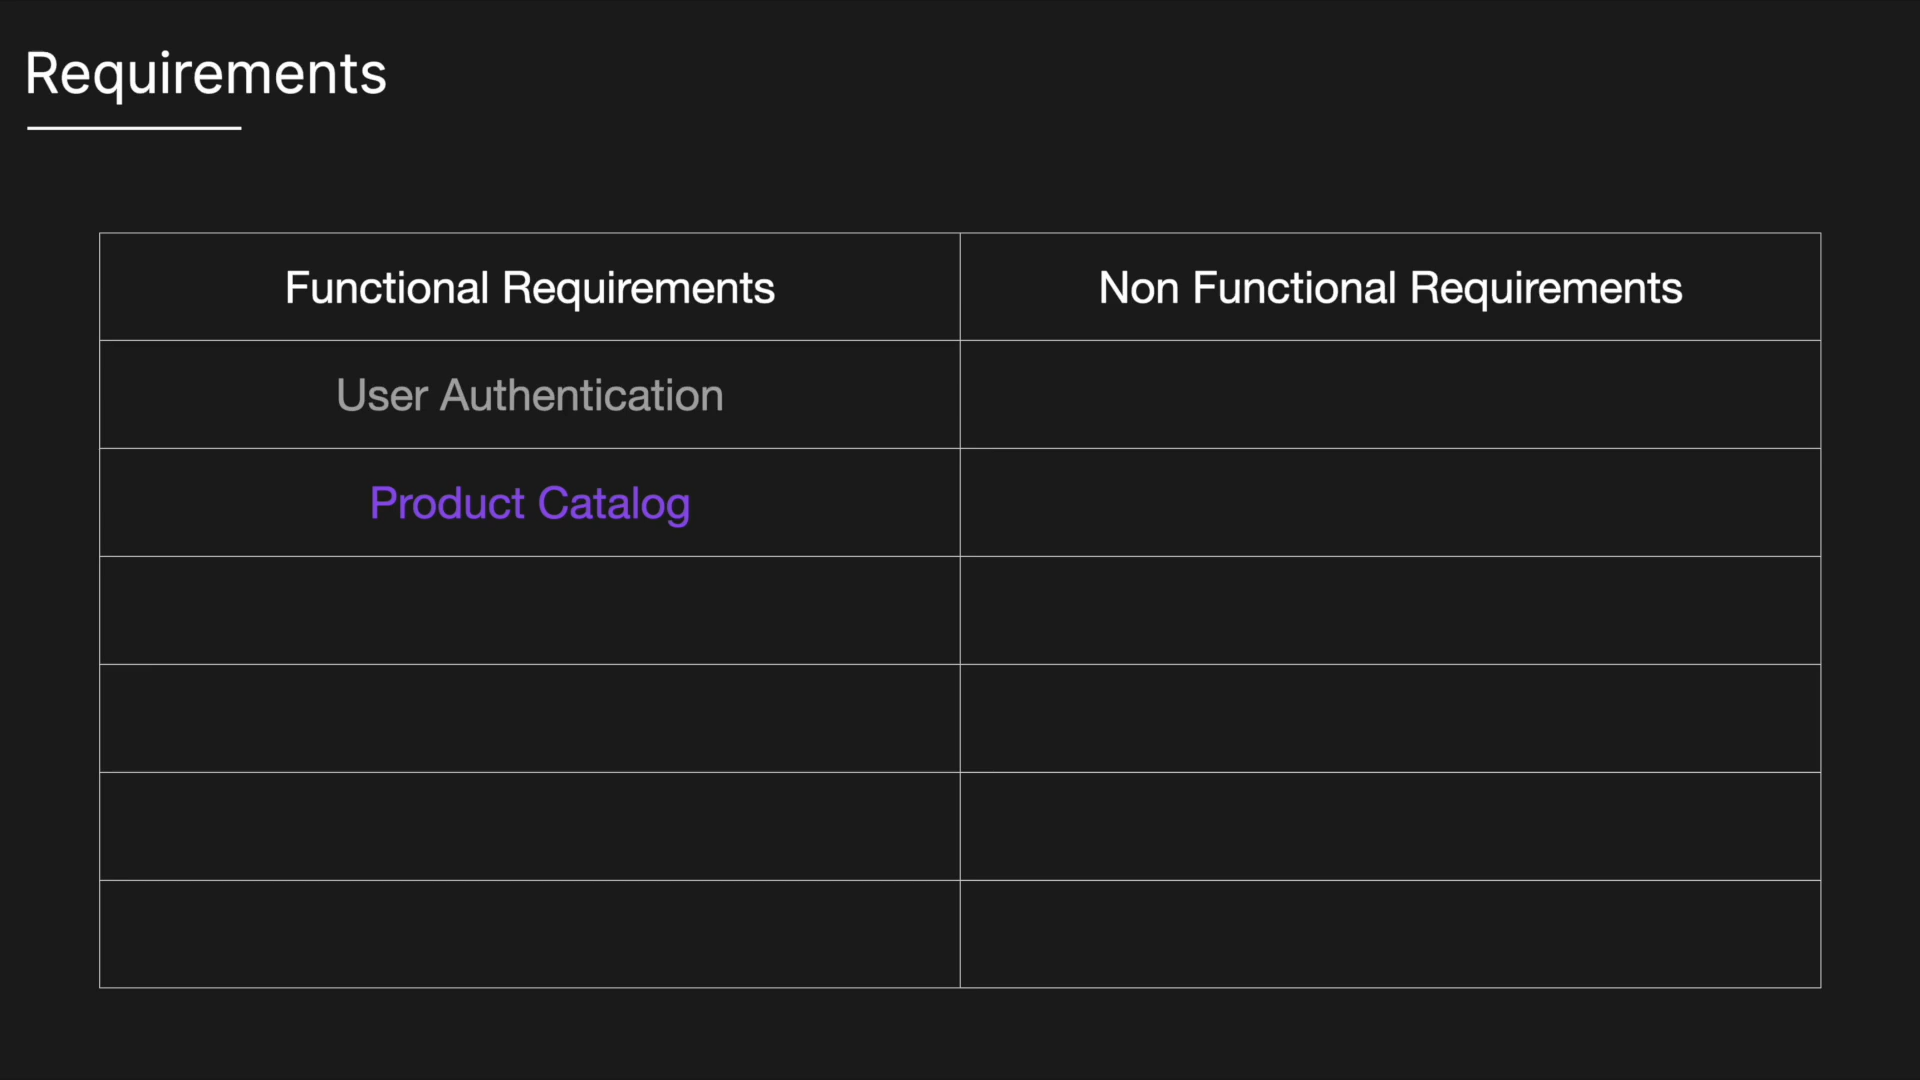 Requirements
Functional Requirements
Non Functional Requirements
User Authentication
Product Catalog